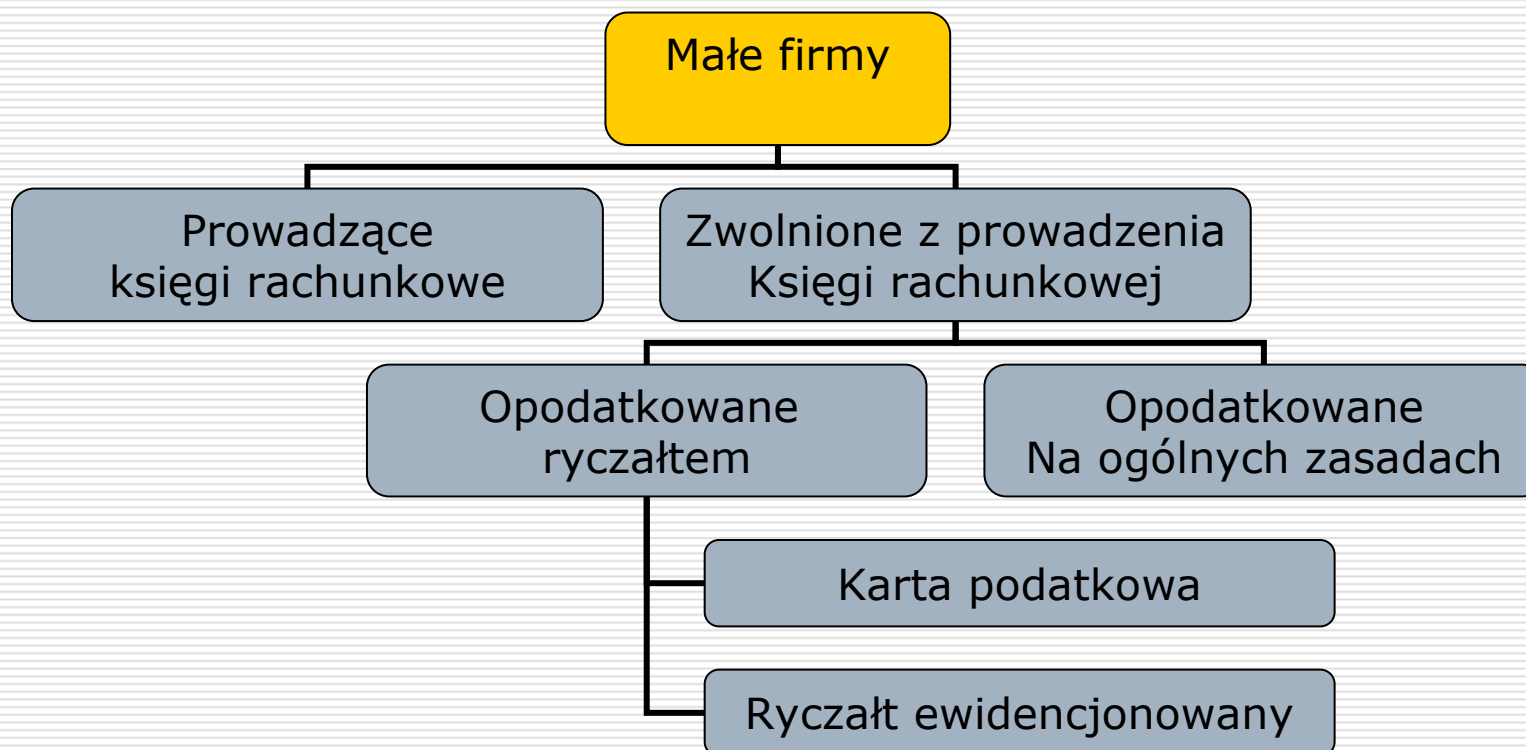 Małe firmy
Prowadzące
księgi rachunkowe
Zwolnione z prowadzenia
Księgi rachunkowej
Opodatkowane
ryczałtem
Opodatkowane
Na ogólnych zasadach
Karta podatkowa
Ryczałt ewidencjonowany